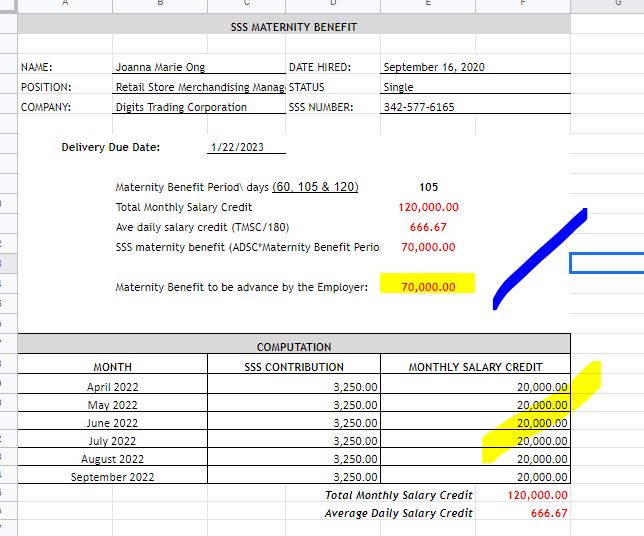 A B C D E F G
SSS MATERNITY BENEFIT
NAME: Joanna Marie Ong DATE HIRED: September 16, 2020
POSITION: Retail Store Merchandising Manag STATUS Single
COMPANY: Digits Trading Corporation SSS NUMBER: 342-577-6165
Delivery Due Date: 1/22/2023
Maternity Benefit Period\ days (60, 105 & 120) 105
Total Monthly Salary Credit 120,000.00
Ave daily salary credit (TMSC/180) 666.67
SSS maternity benefit (ADSC*Maternity Benefit Perio 70,000.00
Maternity Benefit to be advance by the Employer: 70,000.00
COMPUTATION
MONTH SSS CONTRIBUTION MONTHLY SALARY CREDIT
April 2022 3,250.00 20,000.00
May 2022 3,250.00 20,000.00
June 2022 3,250.00 20,000.00
July 2022 3,250.00 20,000.00
August 2022 3,250.00 20,000.00
September 2022 3,250.00 20,000.00
Total Monthly Salary Credit 120,000.00
Average Daily Salary Credit 666.67